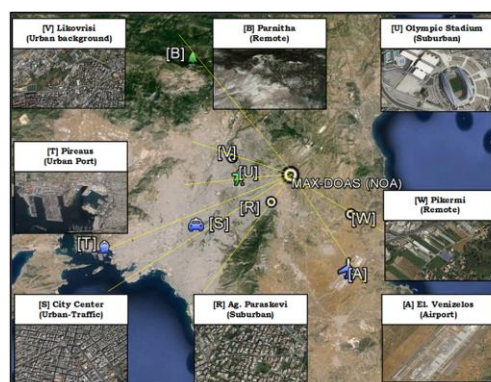 [V] Likovrisi
(Urban background)
[B] Parnitha
(Remote)
[U] Olympic Stadium
(Suburban)
[B]
[T] Pireaus
(Urban Port)
[V]
[U]
MAX-DOAS (NOA)
[R]
[W]
[W] Pikermi
(Remote)
[S]
[T]
[A]
[S] City Center
(Urban-Traffic)
[R] Ag. Paraskevi
(Suburban)
[A] El. Venizelos
(Airport)